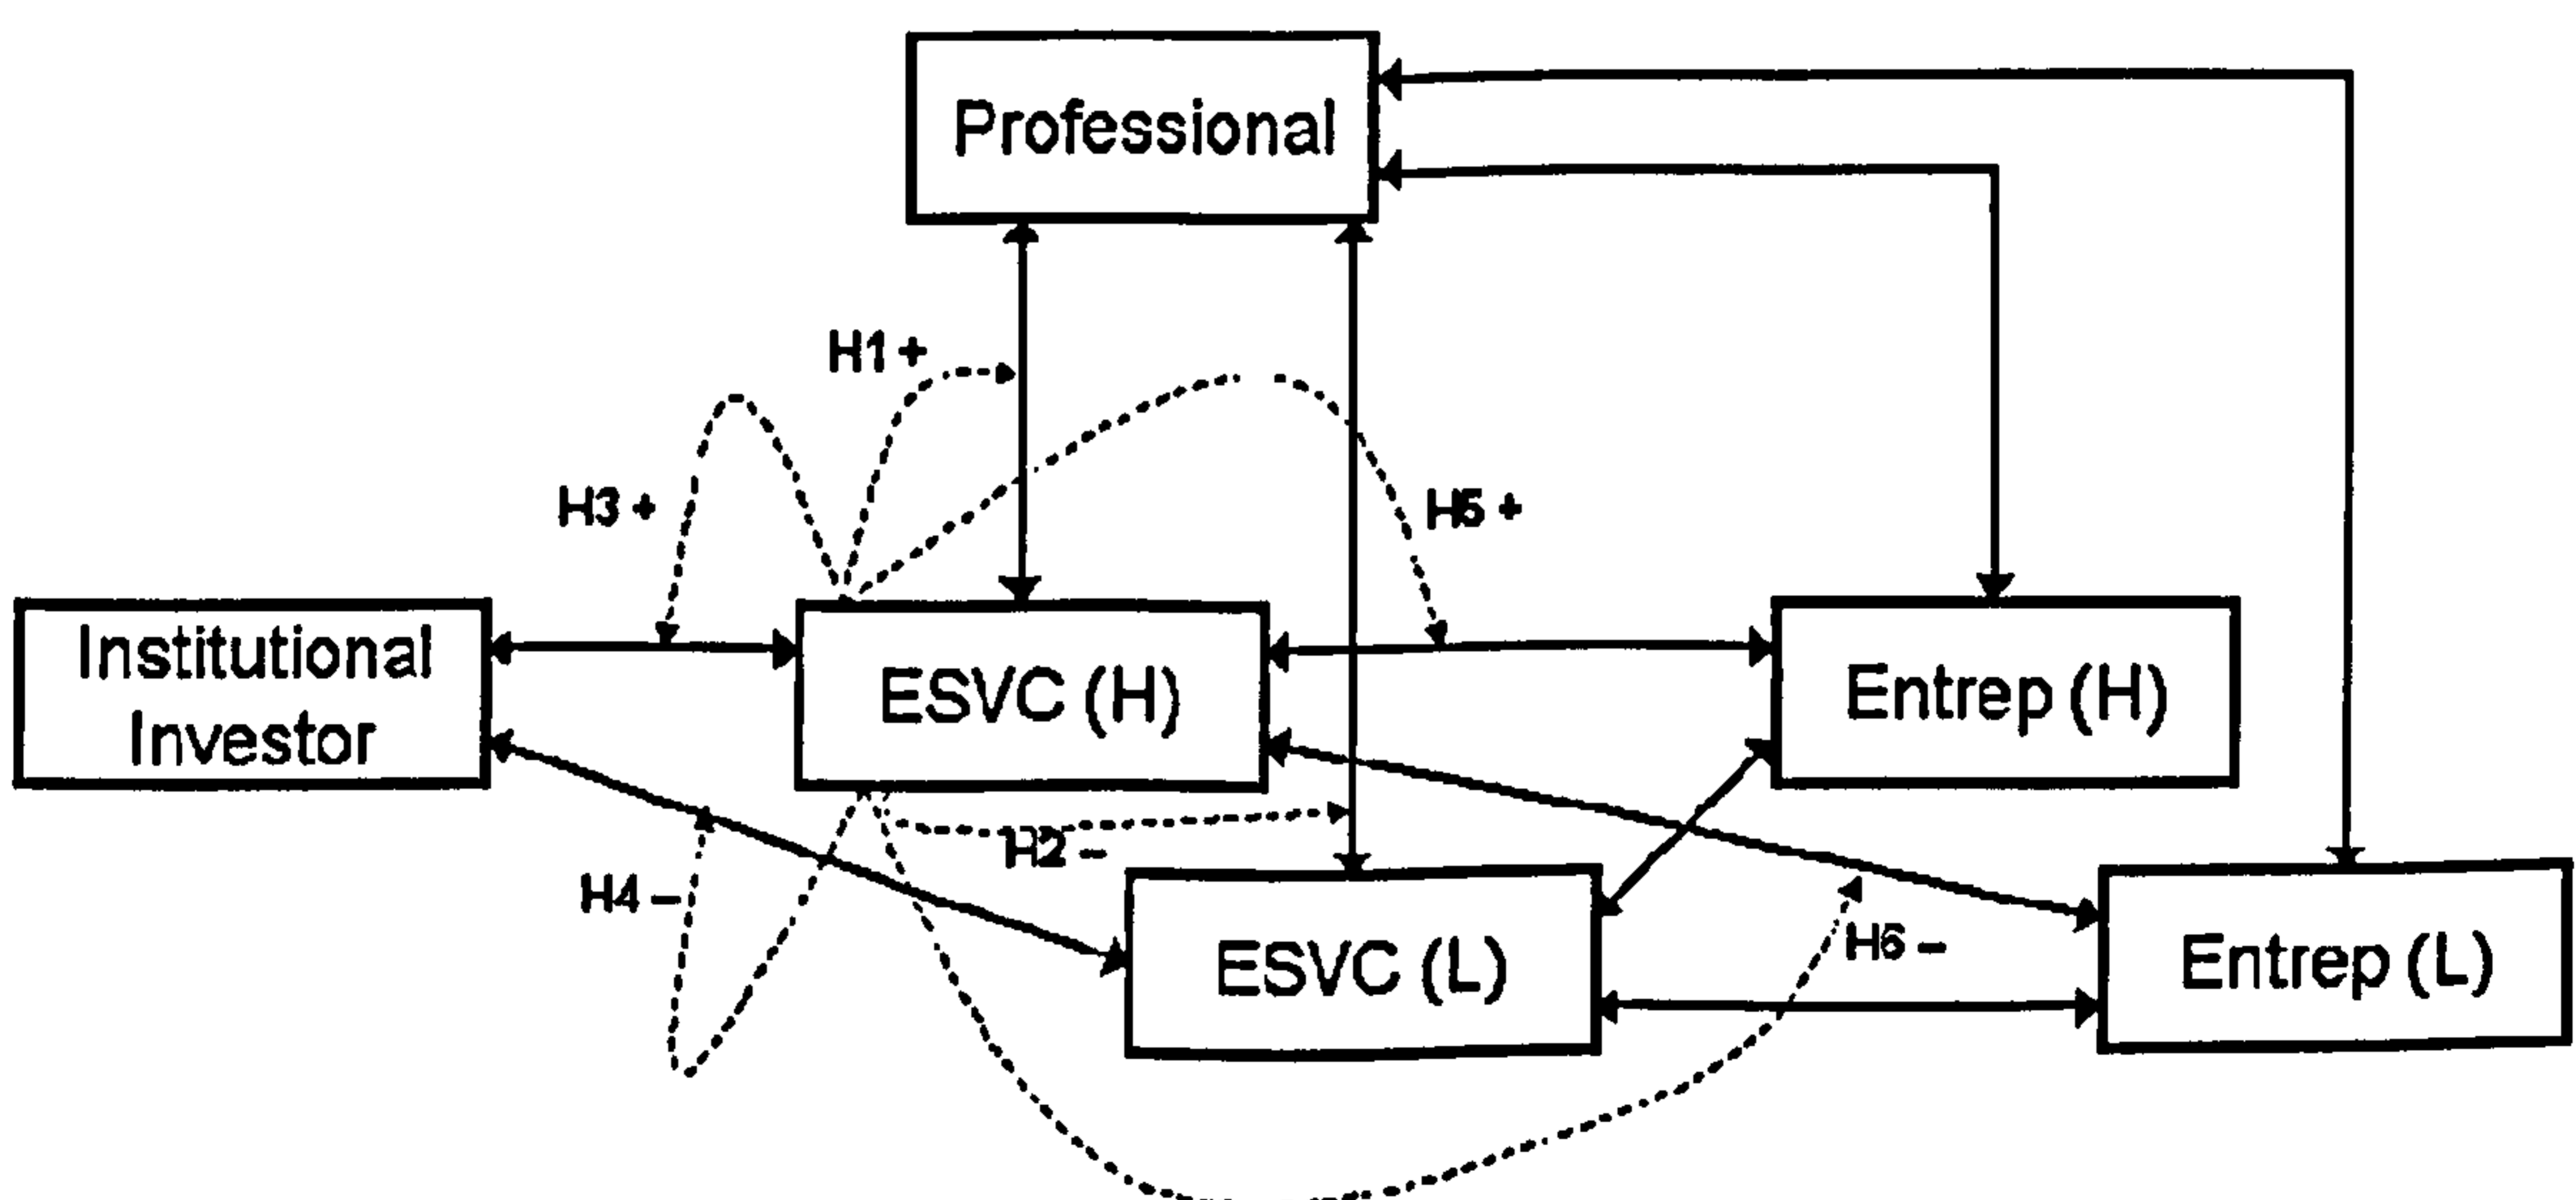 Professional
H1 +
H3 +
H5 +
Institutional
Investor
ESVC (H)
Entrep (H)
H2 –
H4 –
H6 –
ESVC (L)
Entrep (L)